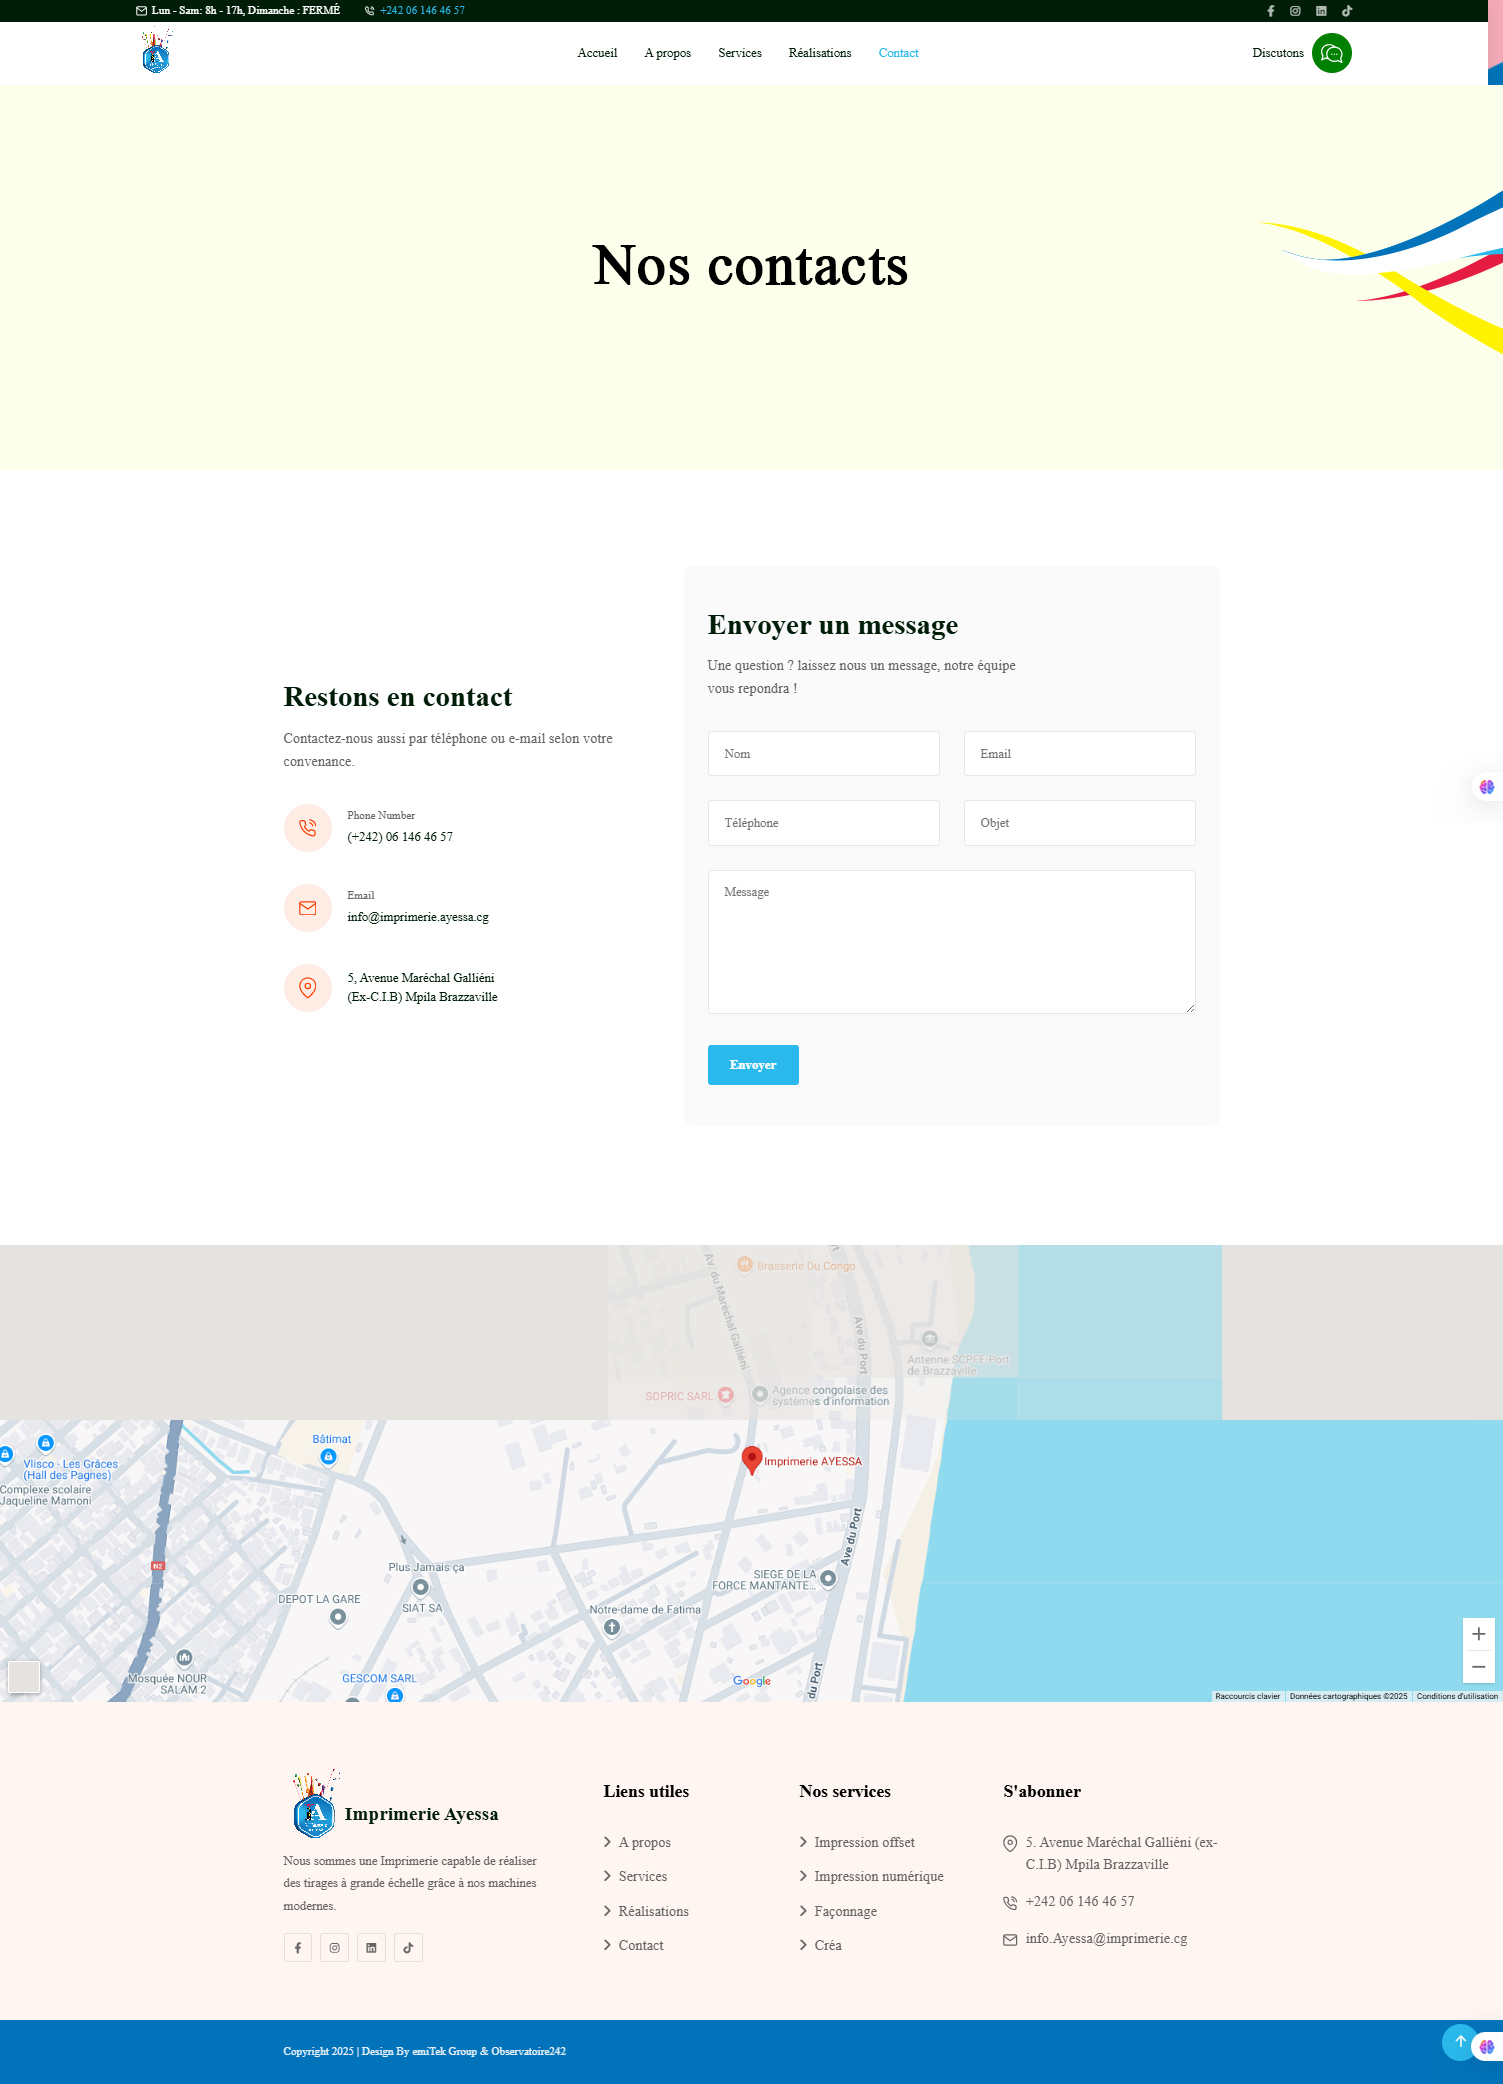 Lun - Sam: 8h - 17h, Dimanche : FERMÉ
+242 06 146 46 57
Accueil
A propos
Services
Réalisations
Contact
Discutons
Nos contacts
Restons en contact
Contactez-nous aussi par téléphone ou e-mail selon votre
convenance.
Phone Number
(+242) 06 146 46 57
Email
info@imprimerie.ayessa.cg
5, Avenue Maréchal Galliéni
(Ex-C.I.B) Mpila Brazzaville
Envoyer un message
Une question ? laissez nous un message, notre équipe
vous repondra !
Nom
Email
Téléphone
Objet
Message
Envoyer
Brasserie Du Congo
Av. du Maréchal Galliéni
Ave du Port
Antenne SCPFE Port
de Brazzaville
SOPRIC SARL
Agence congolaise des
systèmes d'information
Bâtimat
Vlisco - Les Grâces
(Hall des Pagnes)
Complexe scolaire
Jaqueline Mamoni
Imprimerie AYESSA
Ave du Port
N2
Plus Jamais ça
SIEGE DE LA
FORCE MANTANTE...
DEPOT LA GARE
SIAT SA
Notre-dame de Fatima
Mosquée NOUR
SALAM 2
GESCOM SARL
Google
du Port
Raccourcis clavier
Données cartographiques ©2025
Conditions d'utilisation
A
Imprimerie Ayessa
Nous sommes une Imprimerie capable de réaliser
des tirages à grande échelle grâce à nos machines
modernes.
Liens utiles
A propos
Services
Réalisations
Contact
Nos services
Impression offset
Impression numérique
Façonnage
Créa
S'abonner
5. Avenue Maréchal Galliéni (ex-
C.I.B) Mpila Brazzaville
+242 06 146 46 57
info.Ayessa@imprimerie.cg
Copyright 2025 | Design By emiTek Group & Observatoire242